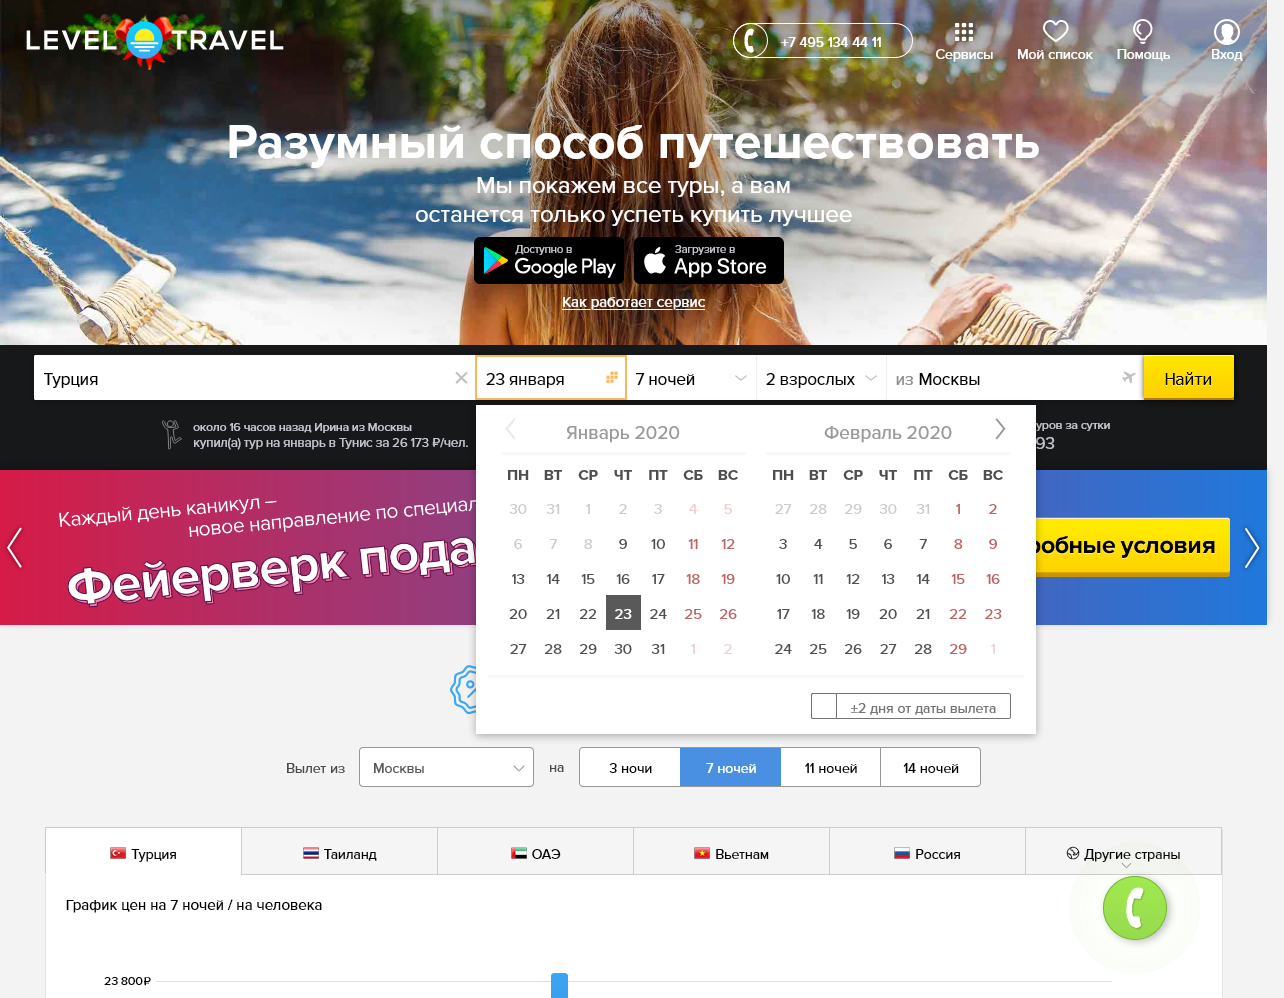 LEVEL TRAVEL
+7 495 134 44 11
Сервисы
Мой список
Помощь
Вход
Разумный способ путешествовать
Мы покажем все туры, а вам
останется только успеть купить лучшее
Доступно в
Google Play
Загрузите в
App Store
Как работает сервис
Турция
23 января
7 ночей
2 взрослых
из Москвы
Найти
около 16 часов назад Ирина из Москвы
купил(а) тур на январь в Тунис за 26 173 ₽/чел.
уров за сутки
93
Каждый день каникул –
новое направление по специал
Фейерверк пода
робные условия
Январь 2020
Февраль 2020
ПН ВТ СР ЧТ ПТ СБ ВС
30 31 1 2 3 4 5
6 7 8 9 10 11 12
13 14 15 16 17 18 19
20 21 22 23 24 25 26
27 28 29 30 31 1 2
ПН ВТ СР ЧТ ПТ СБ ВС
27 28 29 30 31 1 2
3 4 5 6 7 8 9
10 11 12 13 14 15 16
17 18 19 20 21 22 23
24 25 26 27 28 29 1
±2 дня от даты вылета
Вылет из
Москвы
на
3 ночи
7 ночей
11 ночей
14 ночей
Турция
Таиланд
ОАЭ
Вьетнам
Россия
Другие страны
График цен на 7 ночей / на человека
23 800₽